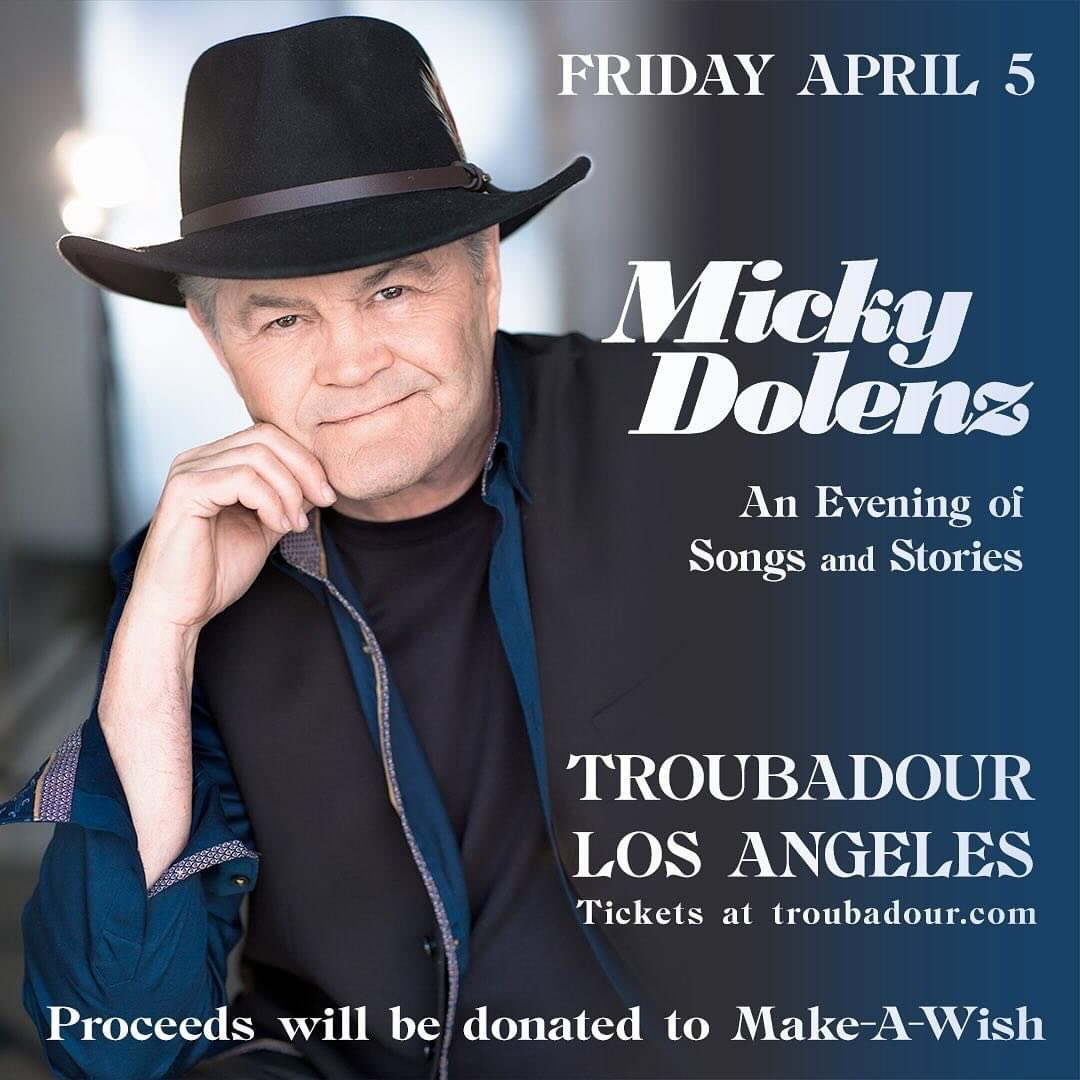 FRIDAY APRIL 5
Micky
Dolenz
An Evening of
Songs and Stories
TROUBADOUR
LOS ANGELES
Tickets at troubadour.com
Proceeds will be donated to Make-A-Wish